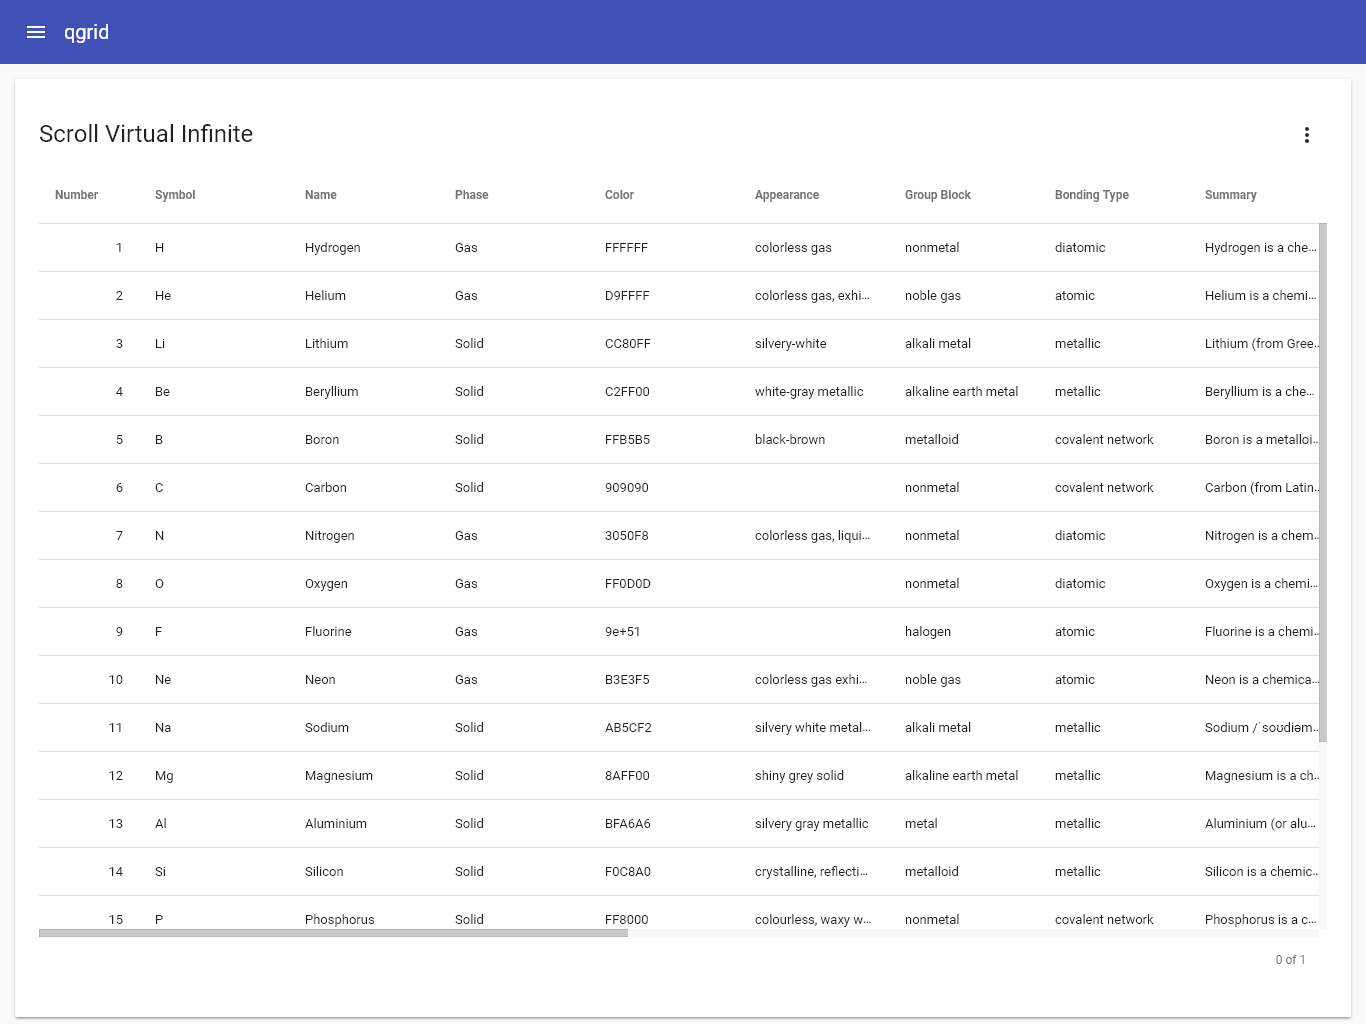 qgrid
Scroll Virtual Infinite
Number Symbol Name Phase Color Appearance Group Block Bonding Type Summary
1 H Hydrogen Gas FFFFFF colorless gas nonmetal diatomic Hydrogen is a che...
2 He Helium Gas D9FFFF colorless gas, exhi... noble gas atomic Helium is a chemi...
3 Li Lithium Solid CC80FF silvery-white alkali metal metallic Lithium (from Gree...
4 Be Beryllium Solid C2FF00 white-gray metallic alkaline earth metal metallic Beryllium is a che...
5 B Boron Solid FFB5B5 black-brown metalloid covalent network Boron is a metalloi...
6 C Carbon Solid 909090 nonmetal covalent network Carbon (from Latin...
7 N Nitrogen Gas 3050F8 colorless gas, liqui... nonmetal diatomic Nitrogen is a chem...
8 O Oxygen Gas FF0D0D nonmetal diatomic Oxygen is a chemi...
9 F Fluorine Gas 9e+51 halogen atomic Fluorine is a chemi...
10 Ne Neon Gas B3E3F5 colorless gas exhi... noble gas atomic Neon is a chemica...
11 Na Sodium Solid AB5CF2 silvery white metal... alkali metal metallic Sodium /ˈsoʊdiəm...
12 Mg Magnesium Solid 8AFF00 shiny grey solid alkaline earth metal metallic Magnesium is a ch...
13 Al Aluminium Solid BFA6A6 silvery gray metallic metal metallic Aluminium (or alu...
14 Si Silicon Solid F0C8A0 crystalline, reflecti... metalloid metallic Silicon is a chemic...
15 P Phosphorus Solid FF8000 colourless, waxy w... nonmetal covalent network Phosphorus is a c...
0 of 1